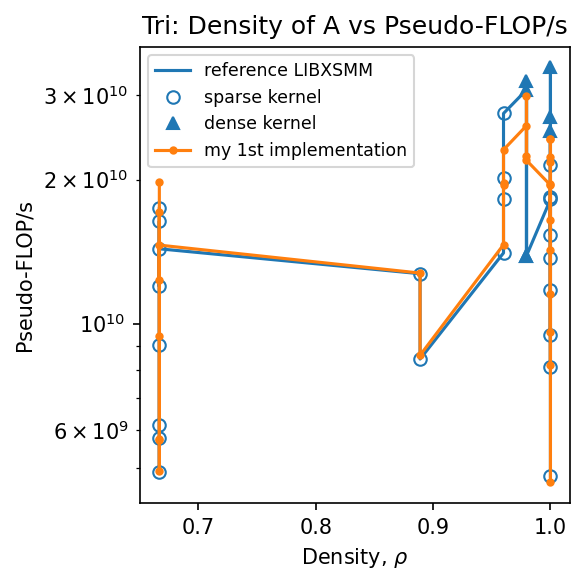 Tri: Density of A vs Pseudo-FLOP/s
reference LIBXSMM
sparse kernel
dense kernel
my 1st implementation
Pseudo-FLOP/s
3 × 10¹⁰
2 × 10¹⁰
10¹⁰
6 × 10⁹
0.7 0.8 0.9 1.0
Density, ρ